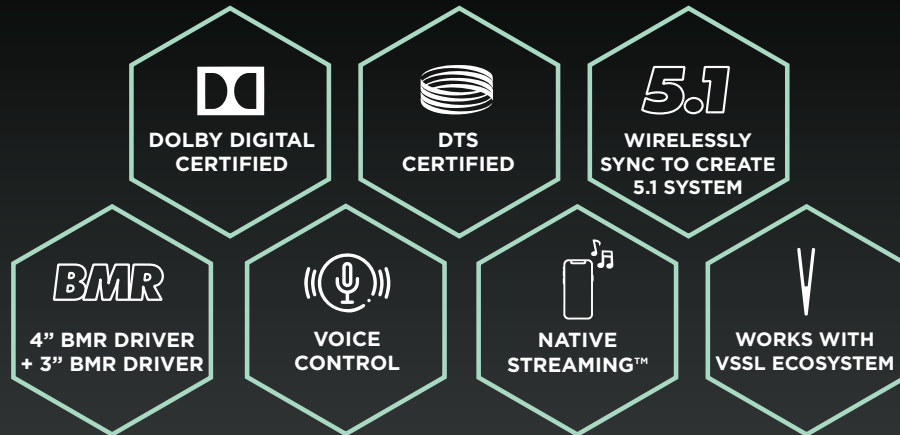 DOLBY DIGITAL
CERTIFIED
DTS
CERTIFIED
5.1
WIRELESSLY
SYNC TO CREATE
5.1 SYSTEM
BMR
4” BMR DRIVER
+ 3” BMR DRIVER
VOICE
CONTROL
NATIVE
STREAMING™
WORKS WITH
VSSL ECOSYSTEM